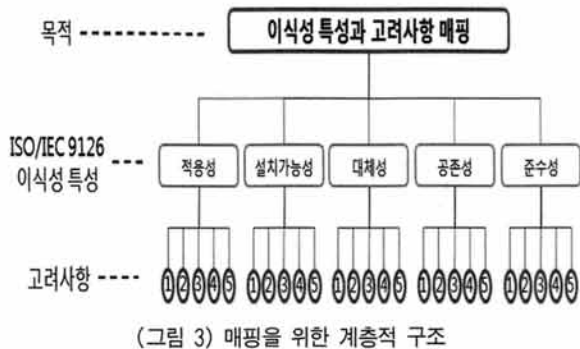 목적 ------ 이식성 특성과 고려사항 매핑
ISO/IEC 9126
이식성 특성 ---- 적용성 설치가능성 대체성 공존성 준수성
고려사항 ---- ①②③④⑤ ①②③④⑤ ①②③④⑤ ①②③④⑤ ①②③④⑤
(그림 3) 매핑을 위한 계층적 구조